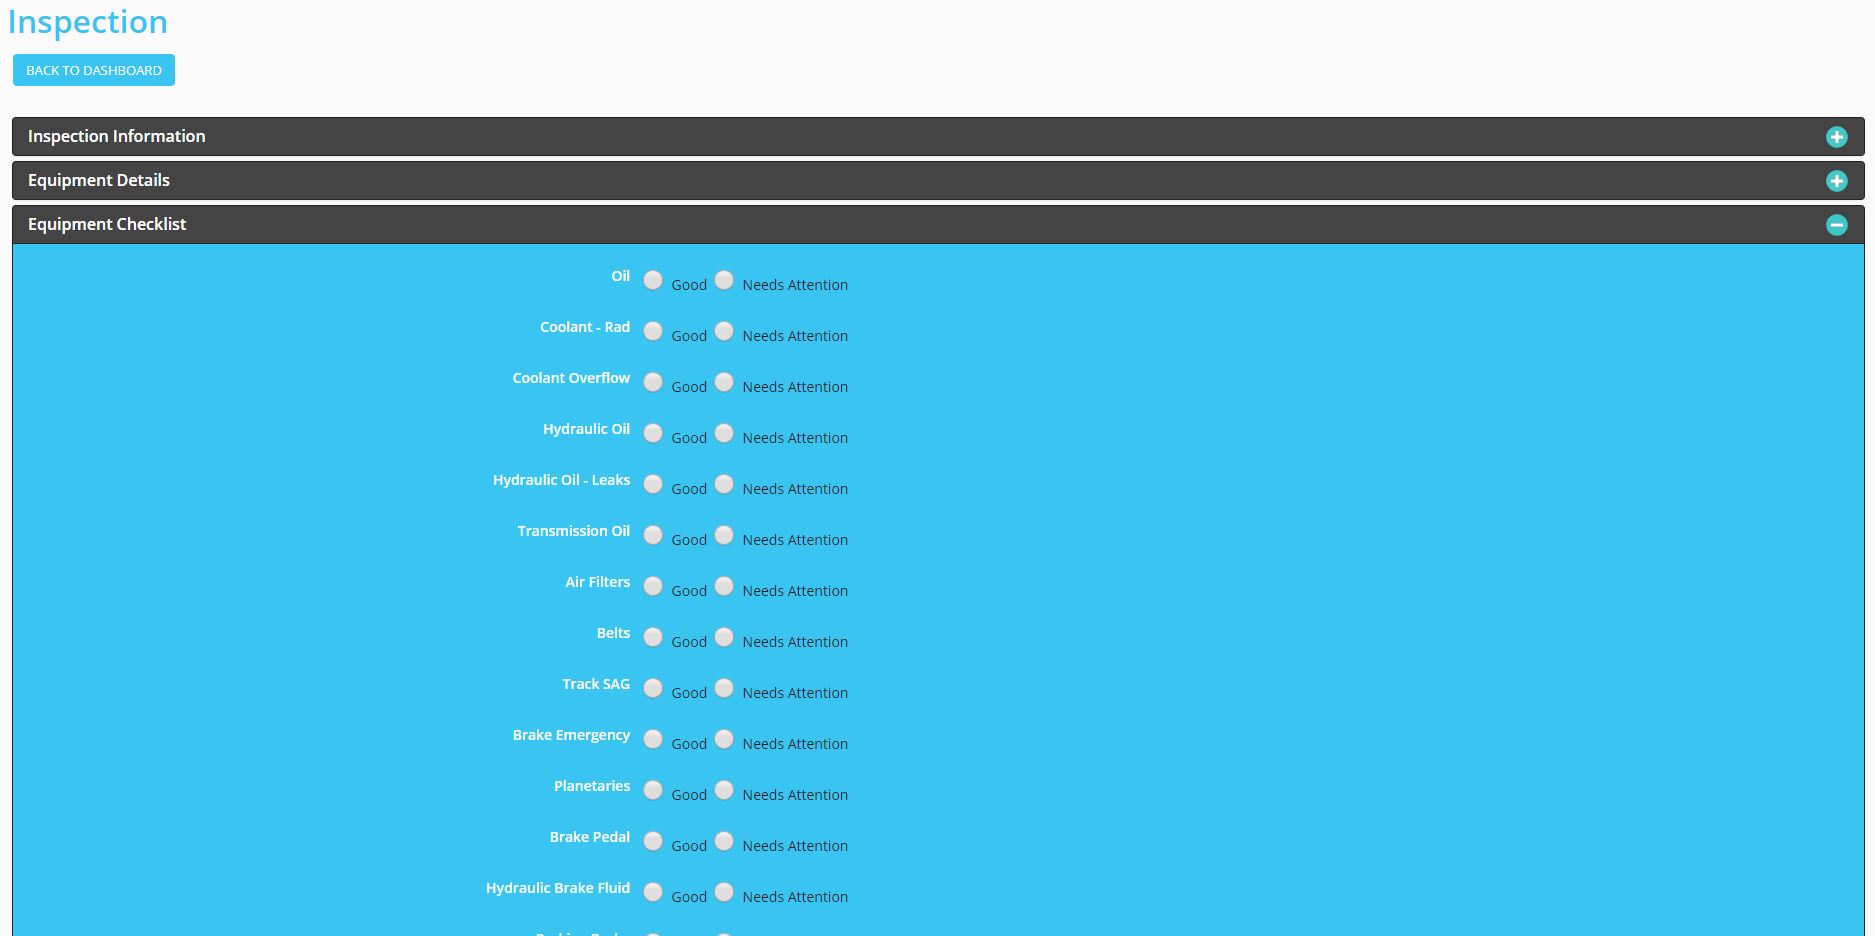 Inspection
BACK TO DASHBOARD
Inspection Information
Equipment Details
Equipment Checklist
Oil Good Needs Attention
Coolant - Rad Good Needs Attention
Coolant Overflow Good Needs Attention
Hydraulic Oil Good Needs Attention
Hydraulic Oil - Leaks Good Needs Attention
Transmission Oil Good Needs Attention
Air Filters Good Needs Attention
Belts Good Needs Attention
Track SAG Good Needs Attention
Brake Emergency Good Needs Attention
Planetaries Good Needs Attention
Brake Pedal Good Needs Attention
Hydraulic Brake Fluid Good Needs Attention